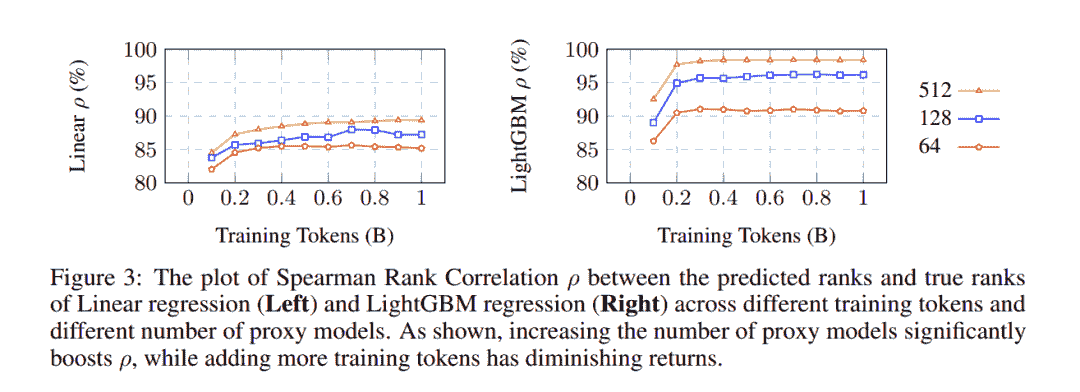 Linear ρ (%)
100
95
90
85
80
0 0.2 0.4 0.6 0.8 1
Training Tokens (B)
LightGBM ρ (%)
100
95
90
85
80
0 0.2 0.4 0.6 0.8 1
Training Tokens (B)
512
128
64
Figure 3: The plot of Spearman Rank Correlation ρ between the predicted ranks and true ranks
of Linear regression (Left) and LightGBM regression (Right) across different training tokens and
different number of proxy models. As shown, increasing the number of proxy models significantly
boosts ρ, while adding more training tokens has diminishing returns.